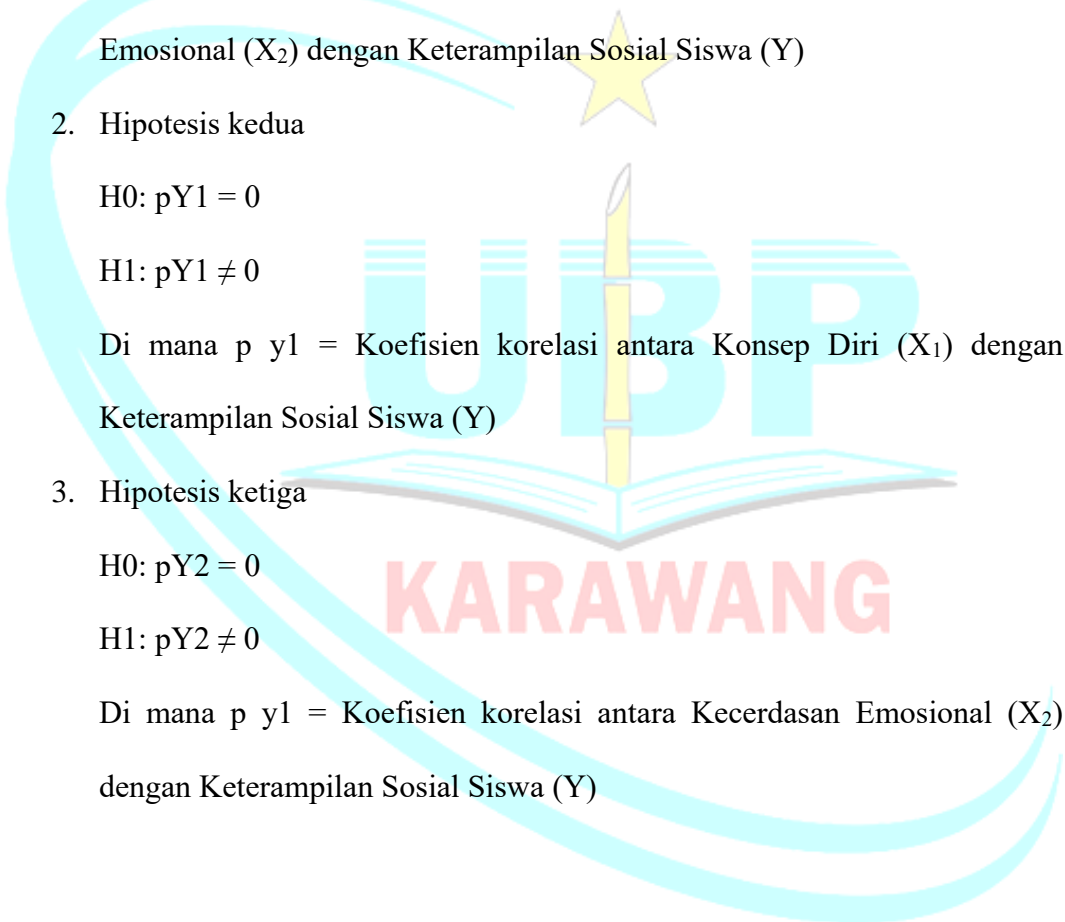 Emosional (X₂) dengan Keterampilan Sosial Siswa (Y)
2. Hipotesis kedua
H0: pY1 = 0
H1: pY1 ≠ 0
Di mana p y1 = Koefisien korelasi antara Konsep Diri (X₁) dengan
Keterampilan Sosial Siswa (Y)
3. Hipotesis ketiga
H0: pY2 = 0
H1: pY2 ≠ 0
Di mana p y1 = Koefisien korelasi antara Kecerdasan Emosional (X₂)
dengan Keterampilan Sosial Siswa (Y)
UBP
KARAWANG